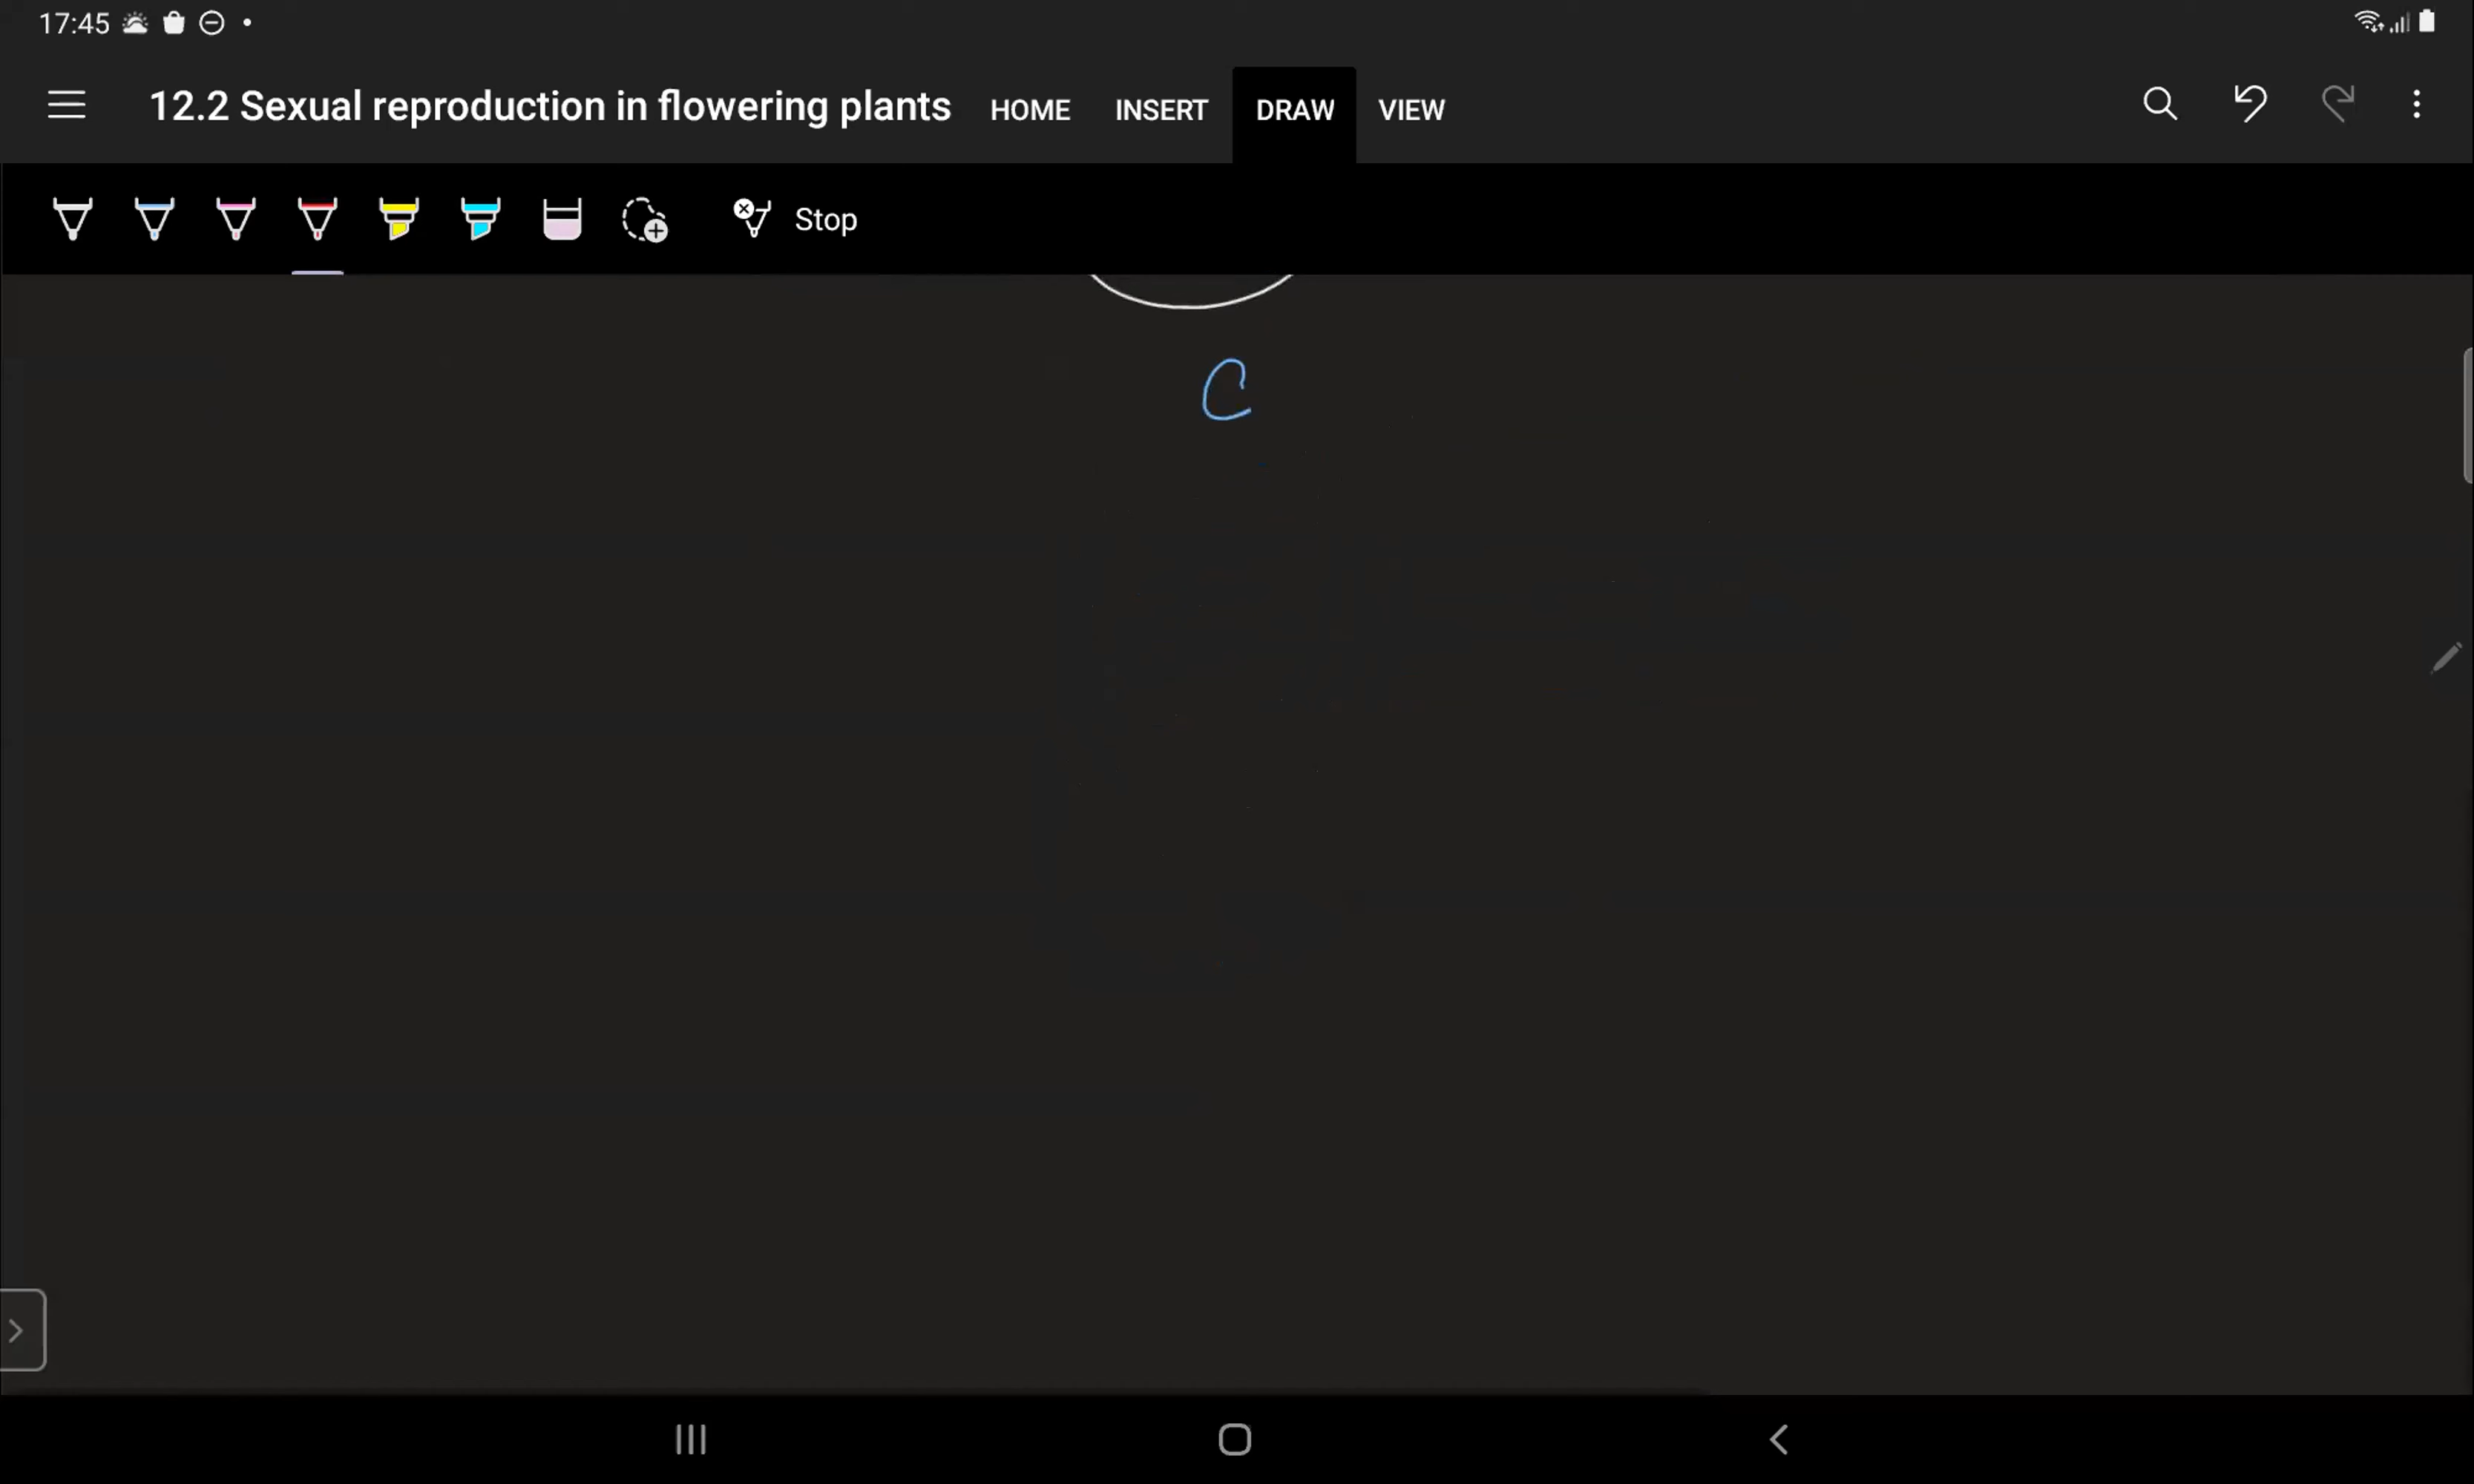 17:45
12.2 Sexual reproduction in flowering plants HOME INSERT DRAW VIEW
Stop
C